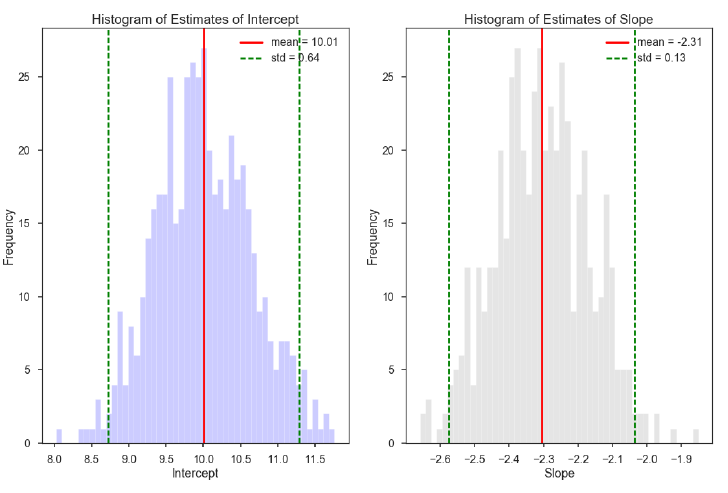 Histogram of Estimates of Intercept
mean = 10.01
std = 0.64
25
20
15
10
5
0
Frequency
8.0 8.5 9.0 9.5 10.0 10.5 11.0 11.5
Intercept
Histogram of Estimates of Slope
mean = -2.31
std = 0.13
25
20
15
10
5
0
Frequency
−2.6 −2.5 −2.4 −2.3 −2.2 −2.1 −2.0 −1.9
Slope